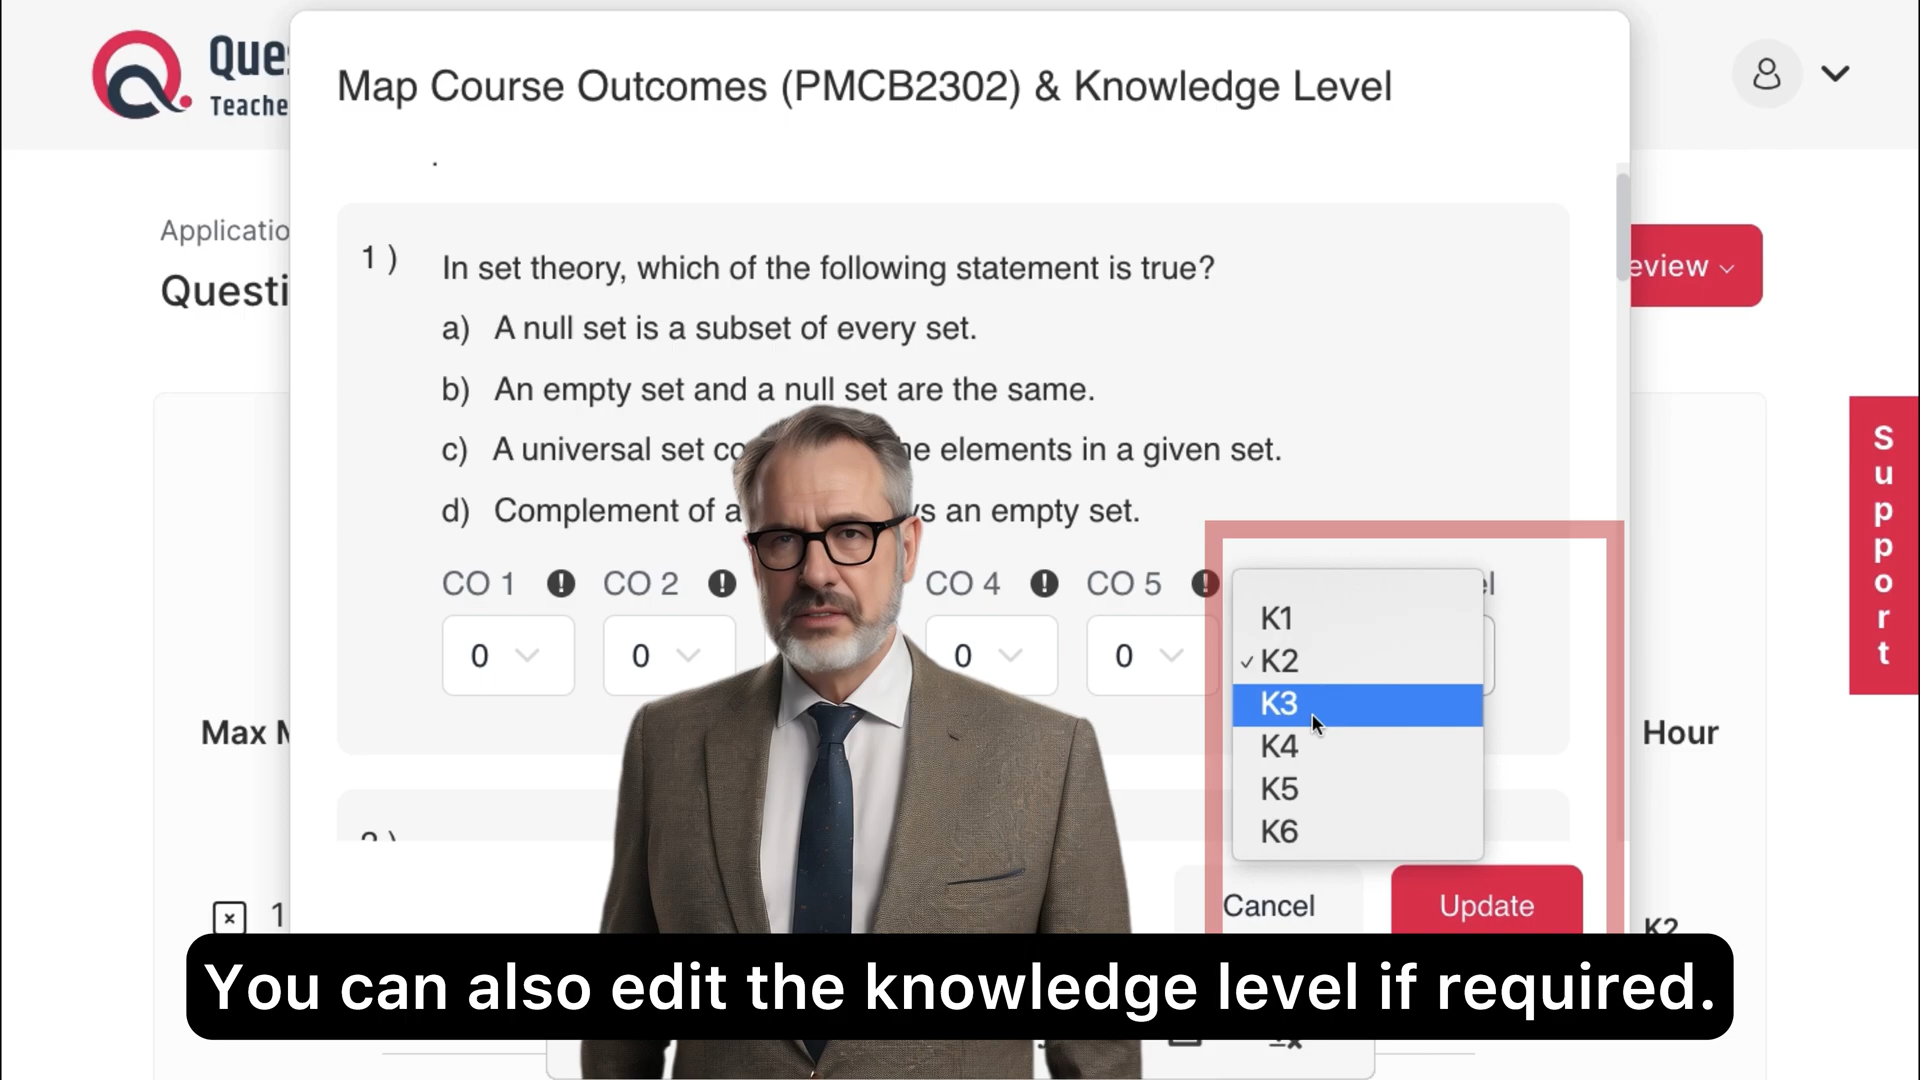 Map Course Outcomes (PMCB2302) & Knowledge Level
Ques
Teache
Applicatio
Questi
eview
1 )
In set theory, which of the following statement is true?
a) A null set is a subset of every set.
b) An empty set and a null set are the same.
c) A universal set co he elements in a given set.
d) Complement of a ys an empty set.
CO 1 CO 2 CO 4 CO 5 el
0 0 0 0
K1
K2
K3
K4
K5
K6
Support
Max M
Hour
Cancel Update
1
K2
You can also edit the knowledge level if required.